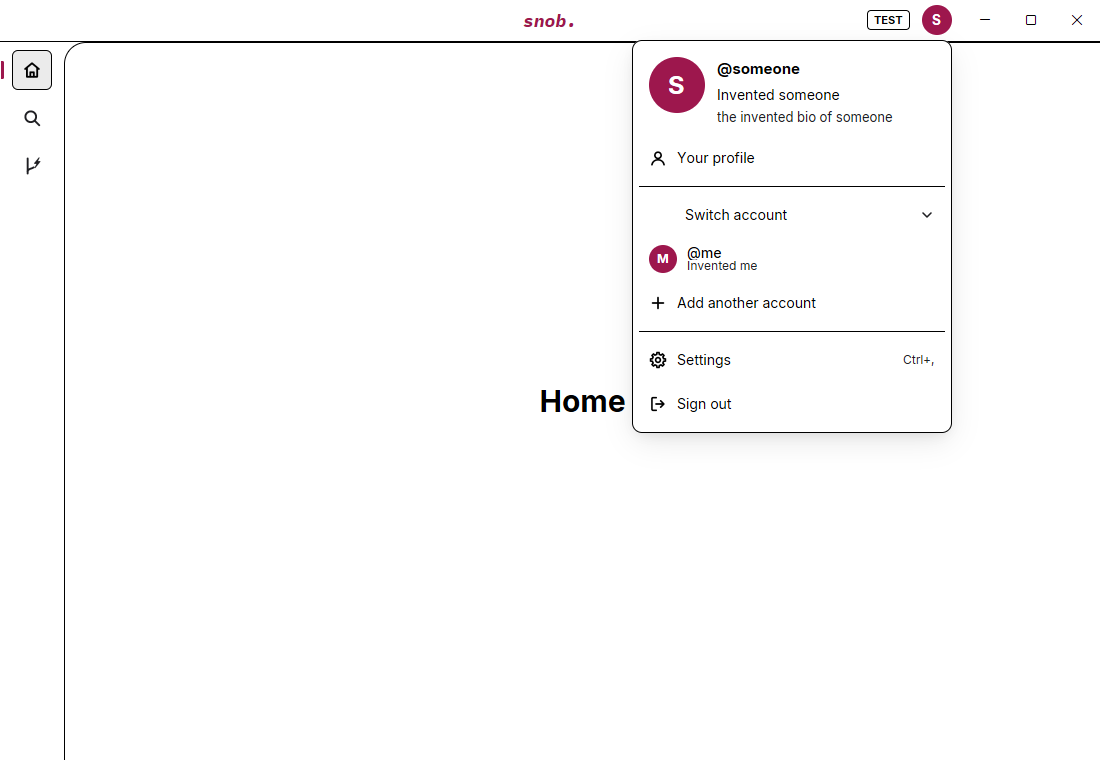 snob.
TEST
S
S
@someone
Invented someone
the invented bio of someone
Your profile
Switch account
M
@me
Invented me
Add another account
Settings
Ctrl+,
Sign out
Home